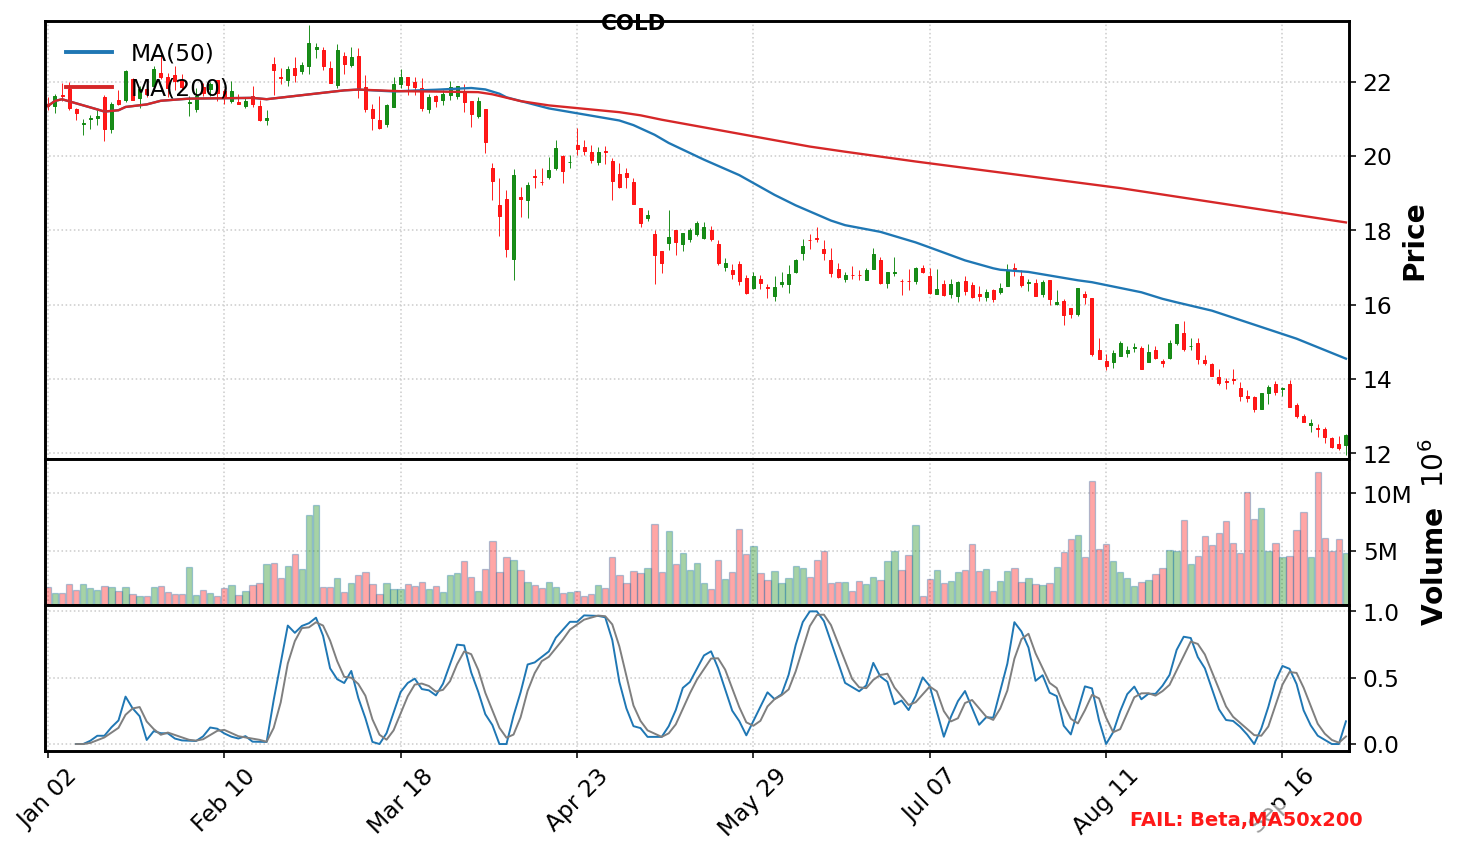 COLD
MA(50)
MA(200)
22
20
18
16
14
12
Price
10M
5M
Volume 10^6
1.0
0.5
0.0
Jan 02
Feb 10
Mar 18
Apr 23
May 29
Jul 07
Aug 11
Sep 16
FAIL: Beta,MA50x200